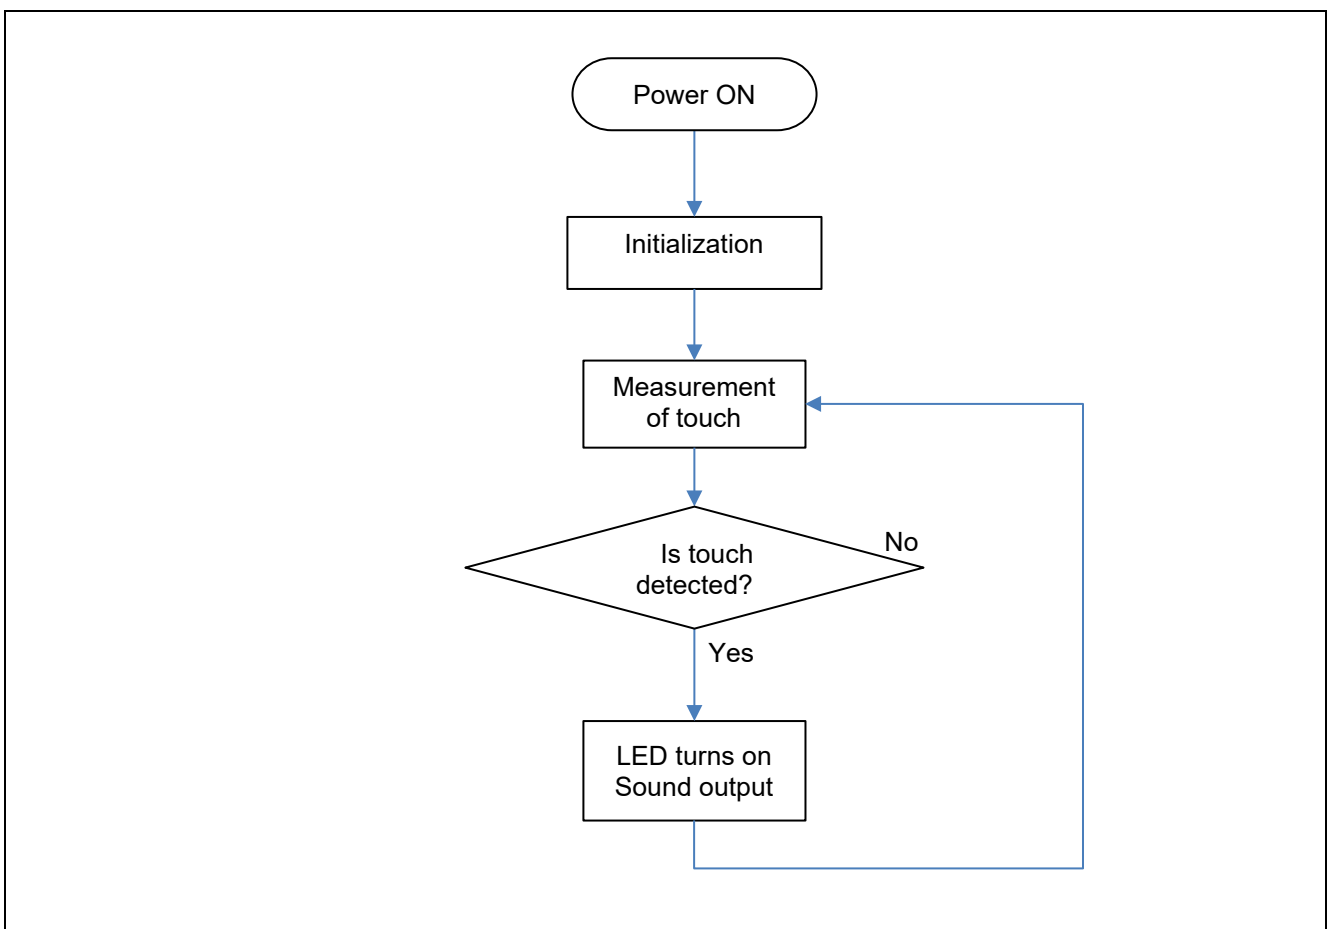 Power ON
Initialization
Measurement
of touch
Is touch
detected?
No
Yes
LED turns on
Sound output